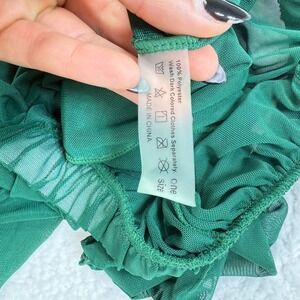 100% Polyester
Wash Dark Colored Clothes Separately.
MADE IN CHINA
One
size